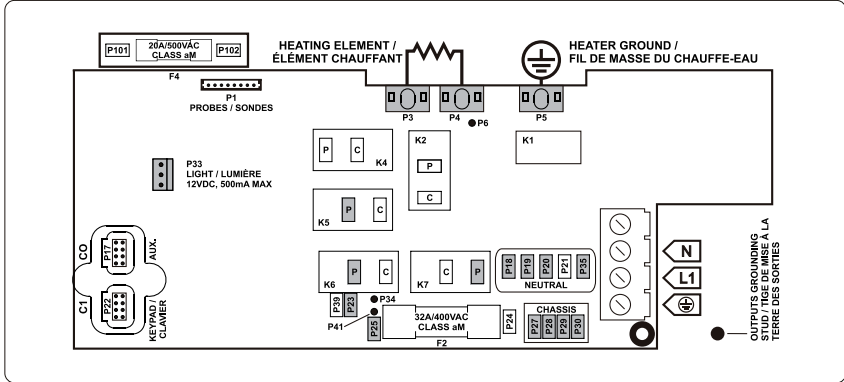 P101
20A/500VAC
CLASS aM
P102
F4
HEATING ELEMENT /
ÉLÉMENT CHAUFFANT
HEATER GROUND /
FIL DE MASSE DU CHAUFFE-EAU
P1
PROBES / SONDES
P3
P4
P6
P5
K2
P
C
K1
P
C
K4
P33
LIGHT / LUMIÈRE
12VDC, 500mA MAX
P
C
K5
CO
P17
AUX.
C1
P22
KEYPAD /
CLAVIER
P
C
K6
C
P
K7
P18
P19
P20
P21
P35
NEUTRAL
N
L1
P39
P23
P34
P41
P25
32A/400VAC
CLASS aM
F2
P24
CHASSIS
P27
P28
P29
P30
OUTPUTS GROUNDING
STUD / TIGE DE MISE À LA
TERRE DES SORTIES